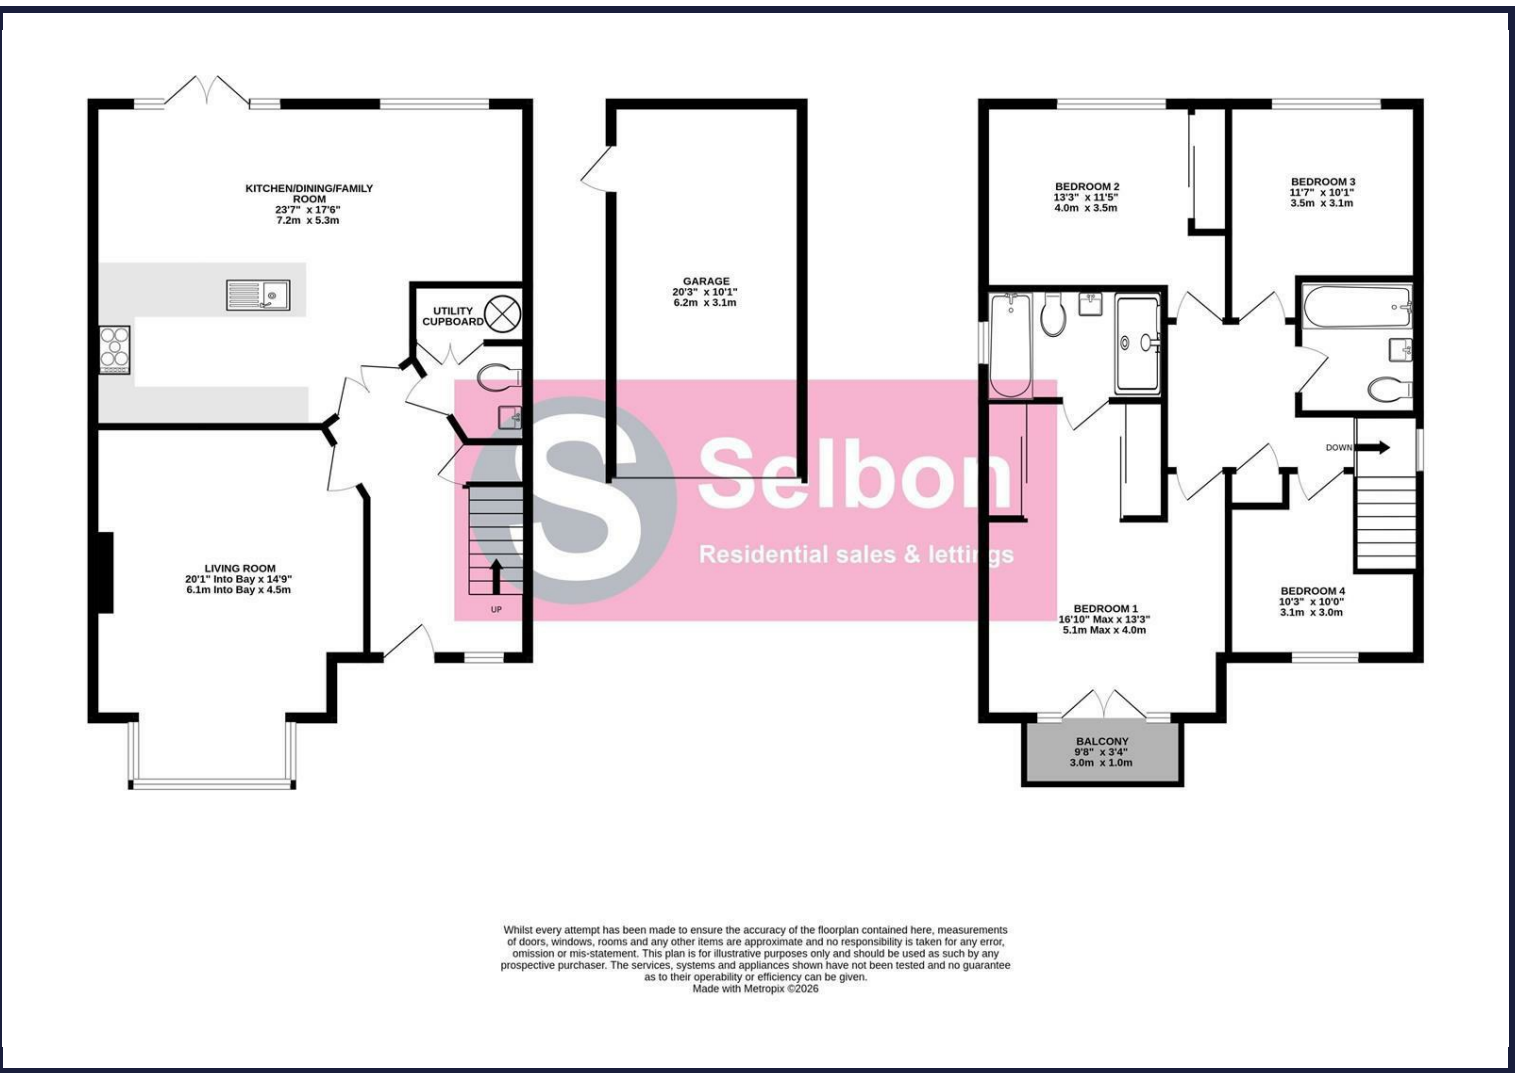 KITCHEN/DINING/FAMILY
ROOM
23'7" x 17'6"
7.2m x 5.3m
UTILITY
CUPBOARD
LIVING ROOM
20'1" Into Bay x 14'9"
6.1m Into Bay x 4.5m
UP
GARAGE
20'3" x 10'1"
6.2m x 3.1m
Selbon
Residential sales & lettings
BEDROOM 2
13'3" x 11'5"
4.0m x 3.5m
BEDROOM 3
11'7" x 10'1"
3.5m x 3.1m
DOWN
BEDROOM 4
10'3" x 10'0"
3.1m x 3.0m
BEDROOM 1
16'10" Max x 13'3"
5.1m Max x 4.0m
BALCONY
9'8" x 3'4"
3.0m x 1.0m
Whilst every attempt has been made to ensure the accuracy of the floorplan contained here, measurements
of doors, windows, rooms and any other items are approximate and no responsibility is taken for any error,
omission or mis-statement. This plan is for illustrative purposes only and should be used as such by any
prospective purchaser. The services, systems and appliances shown have not been tested and no guarantee
as to their operability or efficiency can be given.
Made with Metropix ©2026